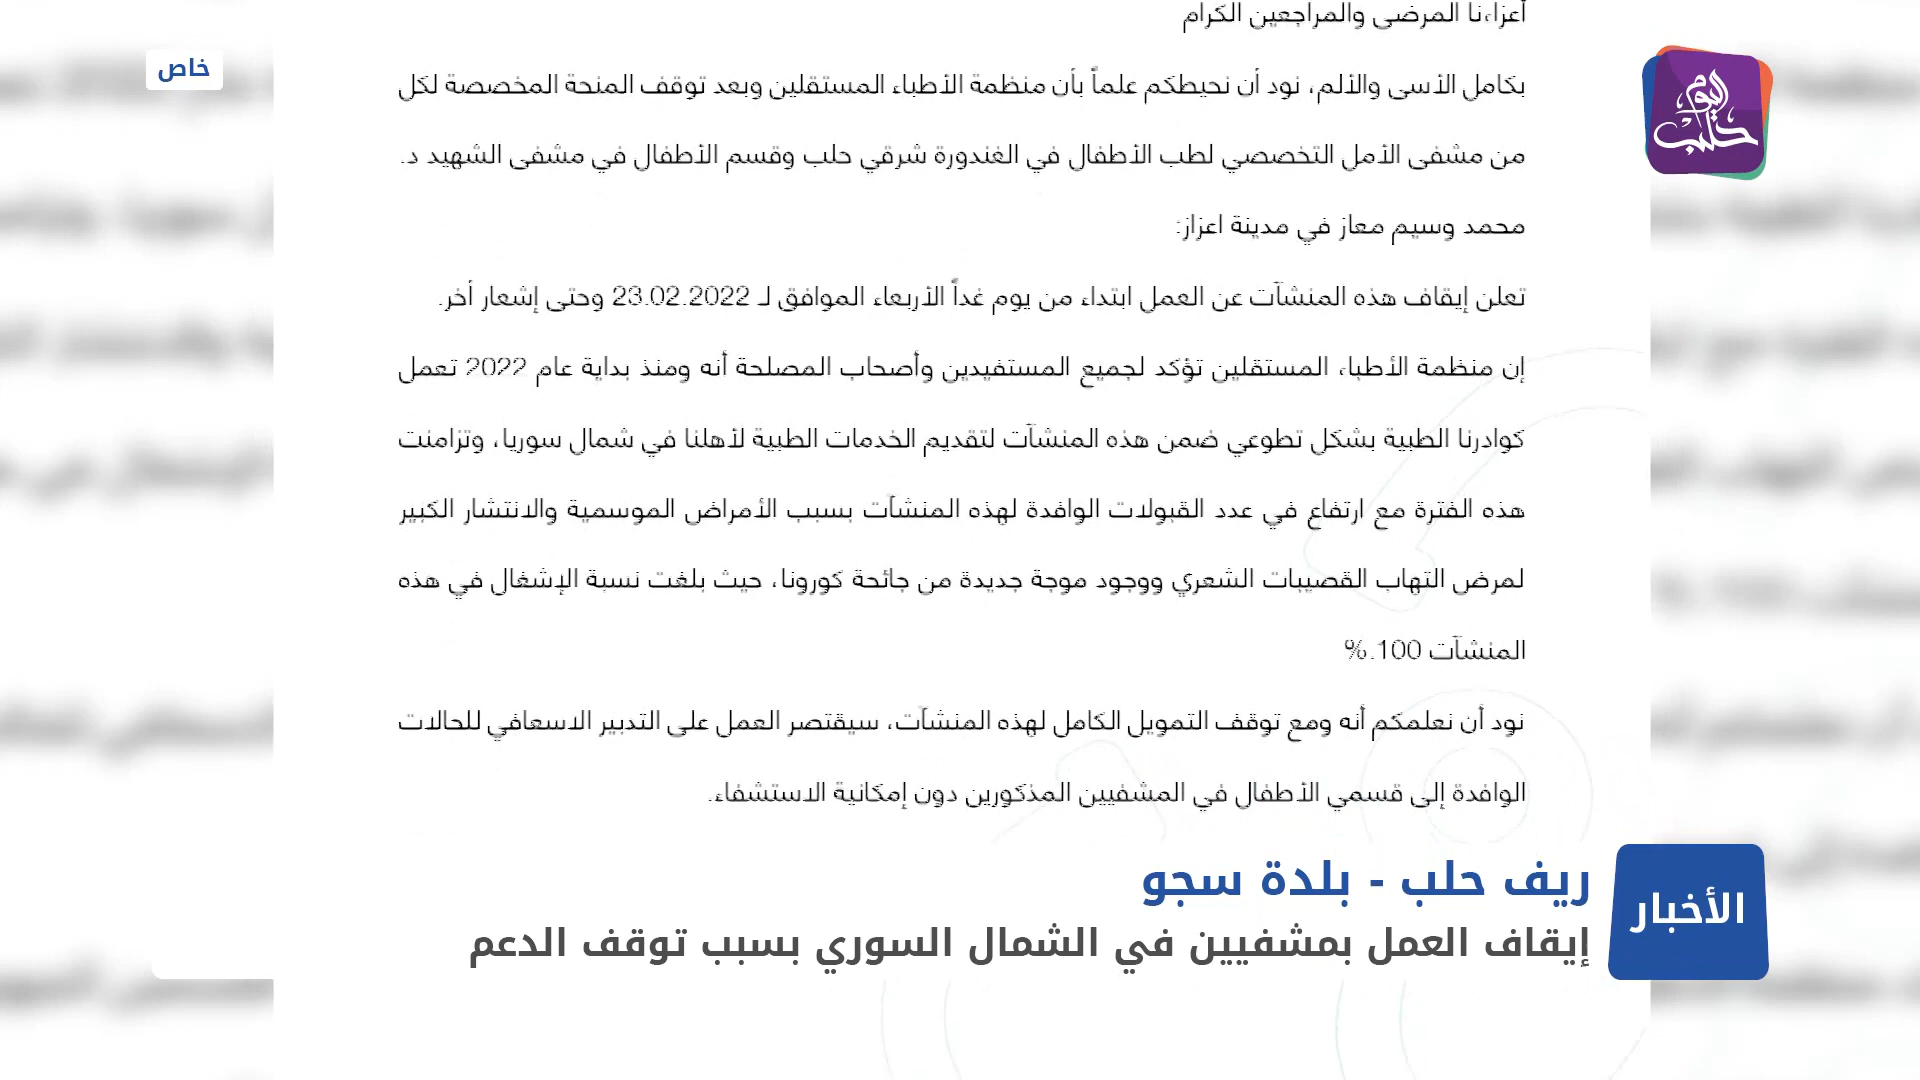 أعزاءنا المرضى والمراجعين الكرام
خاص
حلب اليوم
بكامل الأسى والألم، نود أن نحيطكم علماً بأن منظمة الأطباء المستقلين وبعد توقف المنحة المخصصة لكل
من مشفى الأمل التخصصي لطب الأطفال في الغندورة شرقي حلب وقسم الأطفال في مشفى الشهيد د.
محمد وسيم معاز في مدينة اعزاز:
تعلن إيقاف هذه المنشآت عن العمل ابتداء من يوم غداً الأربعاء الموافق لـ 23.02.2022 وحتى إشعار أخر.
إن منظمة الأطباء المستقلين تؤكد لجميع المستفيدين وأصحاب المصلحة أنه ومنذ بداية عام 2022 تعمل
كوادرنا الطبية بشكل تطوعي ضمن هذه المنشآت لتقديم الخدمات الطبية لأهلنا في شمال سوريا، وتزامنت
هذه الفترة مع ارتفاع في عدد القبولات الوافدة لهذه المنشآت بسبب الأمراض الموسمية والانتشار الكبير
لمرض التهاب القصيبات الشعري ووجود موجة جديدة من جائحة كورونا، حيث بلغت نسبة الإشغال في هذه
المنشآت 100.%
نود أن نعلمكم أنه ومع توقف التمويل الكامل لهذه المنشآت، سيقتصر العمل على التدبير الاسعافي للحالات
الوافدة إلى قسمي الأطفال في المشفيين المذكورين دون إمكانية الاستشفاء.
الأخبار
ريف حلب - بلدة سجو
إيقاف العمل بمشفيين في الشمال السوري بسبب توقف الدعم